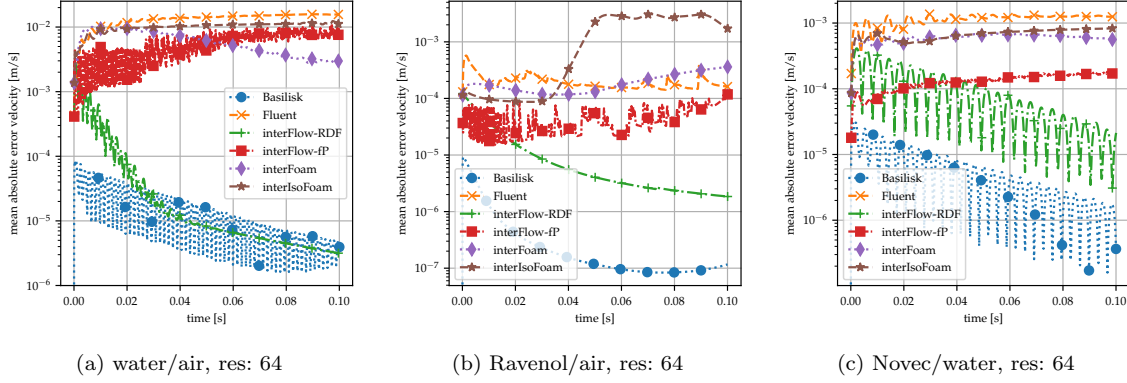 10⁻²
10⁻³
10⁻⁴
10⁻⁵
10⁻⁶
mean absolute error velocity [m/s]
0.00 0.02 0.04 0.06 0.08 0.10
time [s]
Basilisk
Fluent
interFlow-RDF
interFlow-fP
interFoam
interIsoFoam
(a) water/air, res: 64
10⁻³
10⁻⁴
10⁻⁵
10⁻⁶
10⁻⁷
mean absolute error velocity [m/s]
0.00 0.02 0.04 0.06 0.08 0.10
time [s]
Basilisk
Fluent
interFlow-RDF
interFlow-fP
interFoam
interIsoFoam
(b) Ravenol/air, res: 64
10⁻³
10⁻⁴
10⁻⁵
10⁻⁶
mean absolute error velocity [m/s]
0.00 0.02 0.04 0.06 0.08 0.10
time [s]
Basilisk
Fluent
interFlow-RDF
interFlow-fP
interFoam
interIsoFoam
(c) Novec/water, res: 64